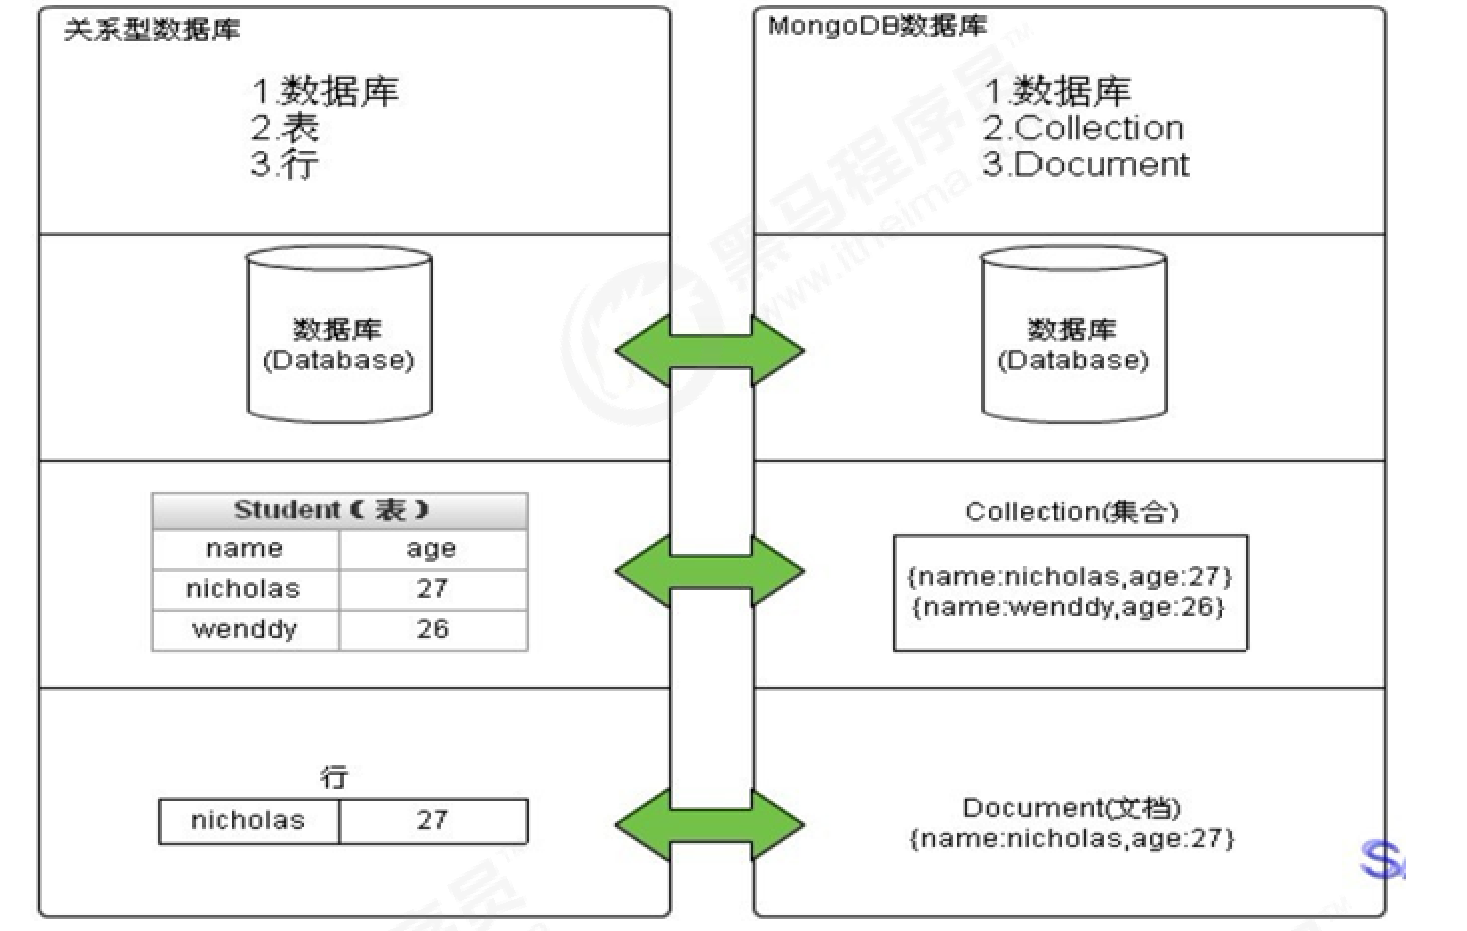 关系型数据库
1.数据库
2.表
3.行
数据库
(Database)
Student（表）
name age
nicholas 27
wenddy 26
行
nicholas 27
MongoDB数据库
1.数据库
2.Collection
3.Document
数据库
(Database)
Collection(集合)
{name:nicholas,age:27}
{name:wenddy,age:26}
Document(文档)
{name:nicholas,age:27}
黑马程序员™
www.itheima